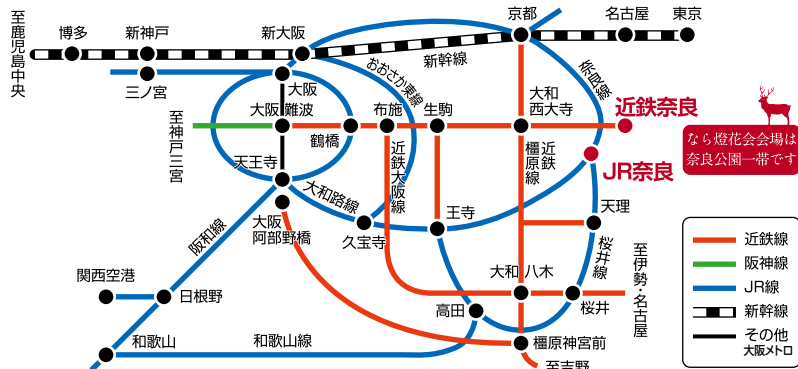 至鹿児島中央
博多
新神戸
新大阪
京都
名古屋
東京
新幹線
三ノ宮
大阪
おおさか東線
奈良線
至神戸三宮
大阪難波
鶴橋
布施
生駒
大和
西大寺
近鉄奈良
なら燈花会会場は
奈良公園一帯です
天王寺
近鉄大阪線
近鉄
橿原線
JR奈良
大和路線
大阪
阿部野橋
久宝寺
王寺
天理
阪和線
桜井線
関西空港
日根野
大和八木
桜井
至伊勢・名古屋
高田
和歌山
和歌山線
橿原神宮前
至吉野
近鉄線
阪神線
JR線
新幹線
その他
大阪メトロ